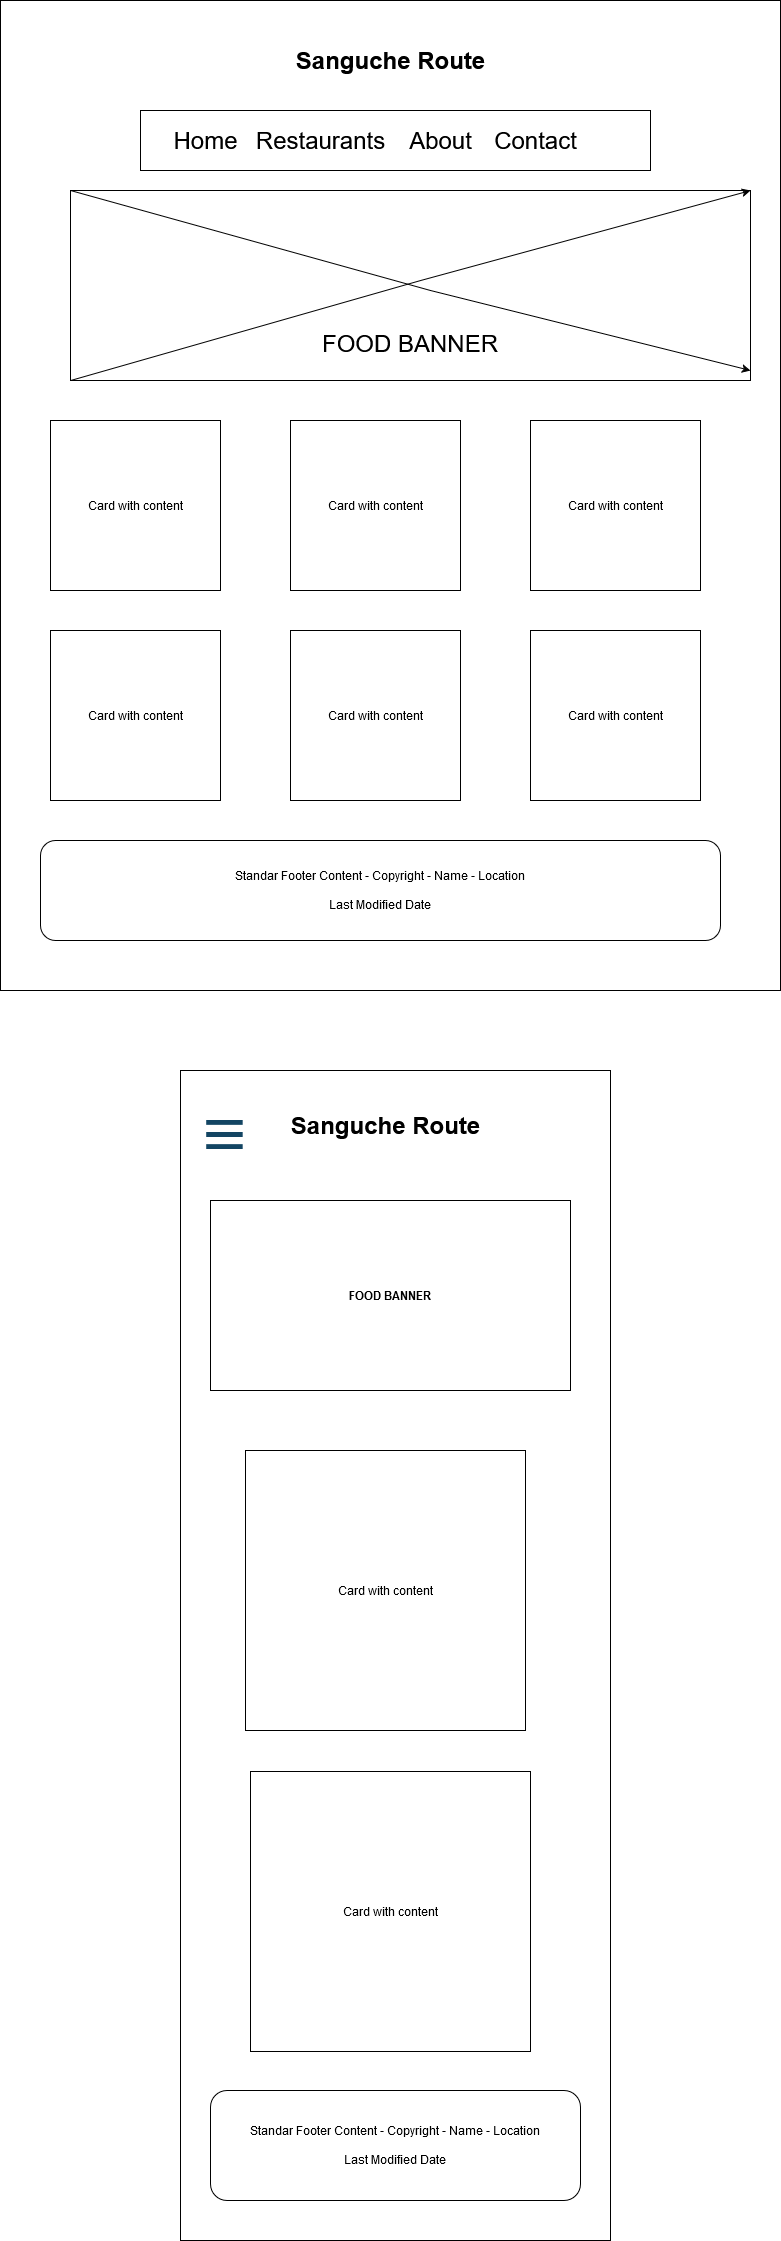 Sanguche Route
Home Restaurants About Contact
FOOD BANNER
Card with content
Card with content
Card with content
Card with content
Card with content
Card with content
Standar Footer Content - Copyright - Name - Location
Last Modified Date
Sanguche Route
FOOD BANNER
Card with content
Card with content
Standar Footer Content - Copyright - Name - Location
Last Modified Date